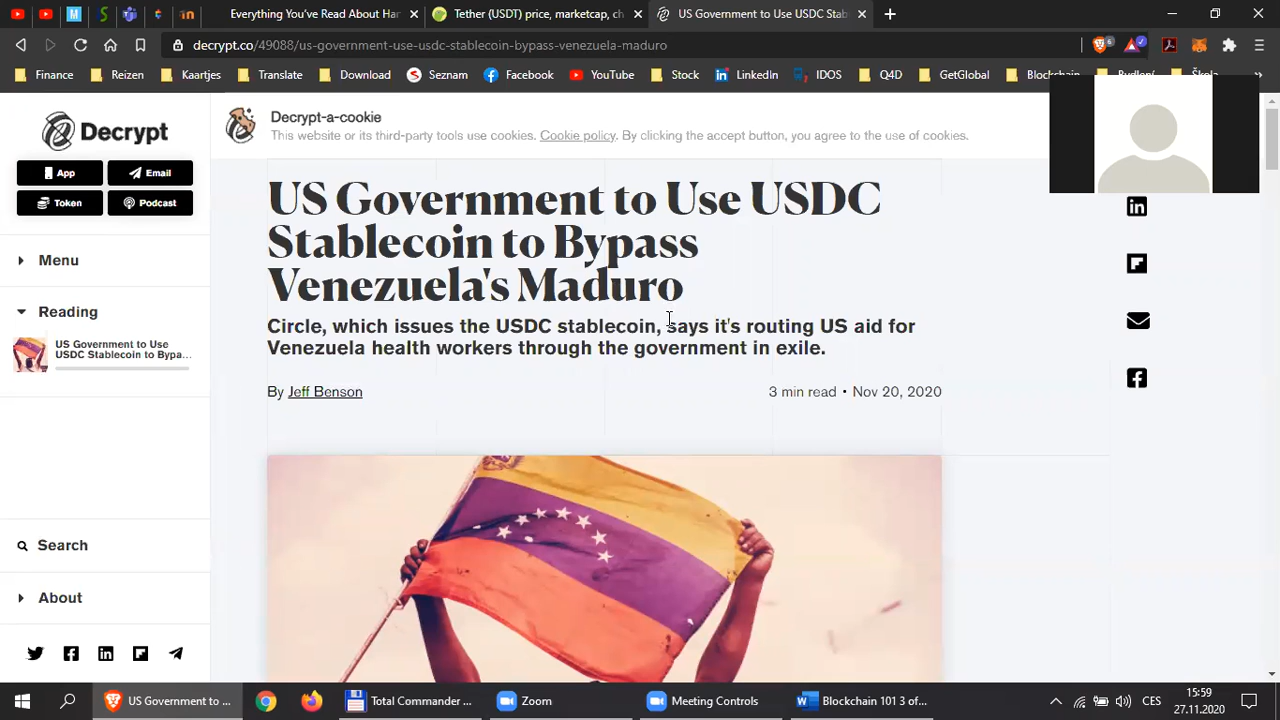 M
S
in
Everything You've Read About Har
Tether (USDT) price, marketcap, ch
US Government to Use USDC Stabl
decrypt.co/49088/us-government-use-usdc-stablecoin-bypass-venezuela-maduro
6
Finance
Reizen
Kaartjes
Translate
Download
Seznam
Facebook
YouTube
Stock
LinkedIn
IDOS
Q4D
GetGlobal
Blockchain
Bydlení
Škola
Decrypt
App
Email
Token
Podcast
Menu
Reading
US Government to Use
USDC Stablecoin to Bypa...
Search
About
Decrypt-a-cookie
This website or its third-party tools use cookies. Cookie policy. By clicking the accept button, you agree to the use of cookies.
US Government to Use USDC
Stablecoin to Bypass
Venezuela's Maduro
Circle, which issues the USDC stablecoin, says it's routing US aid for
Venezuela health workers through the government in exile.
By Jeff Benson
3 min read • Nov 20, 2020
US Government to ...
Total Commander ...
Zoom
Meeting Controls
Blockchain 101 3 of...
CES
15:59
27.11.2020